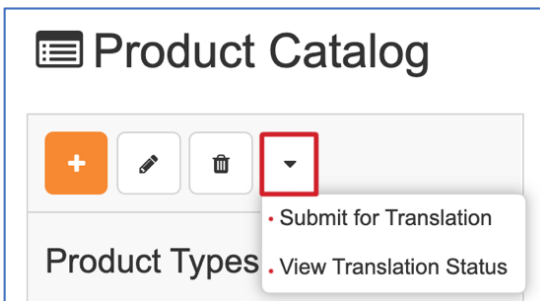 Product Catalog
Submit for Translation
Product Types
View Translation Status